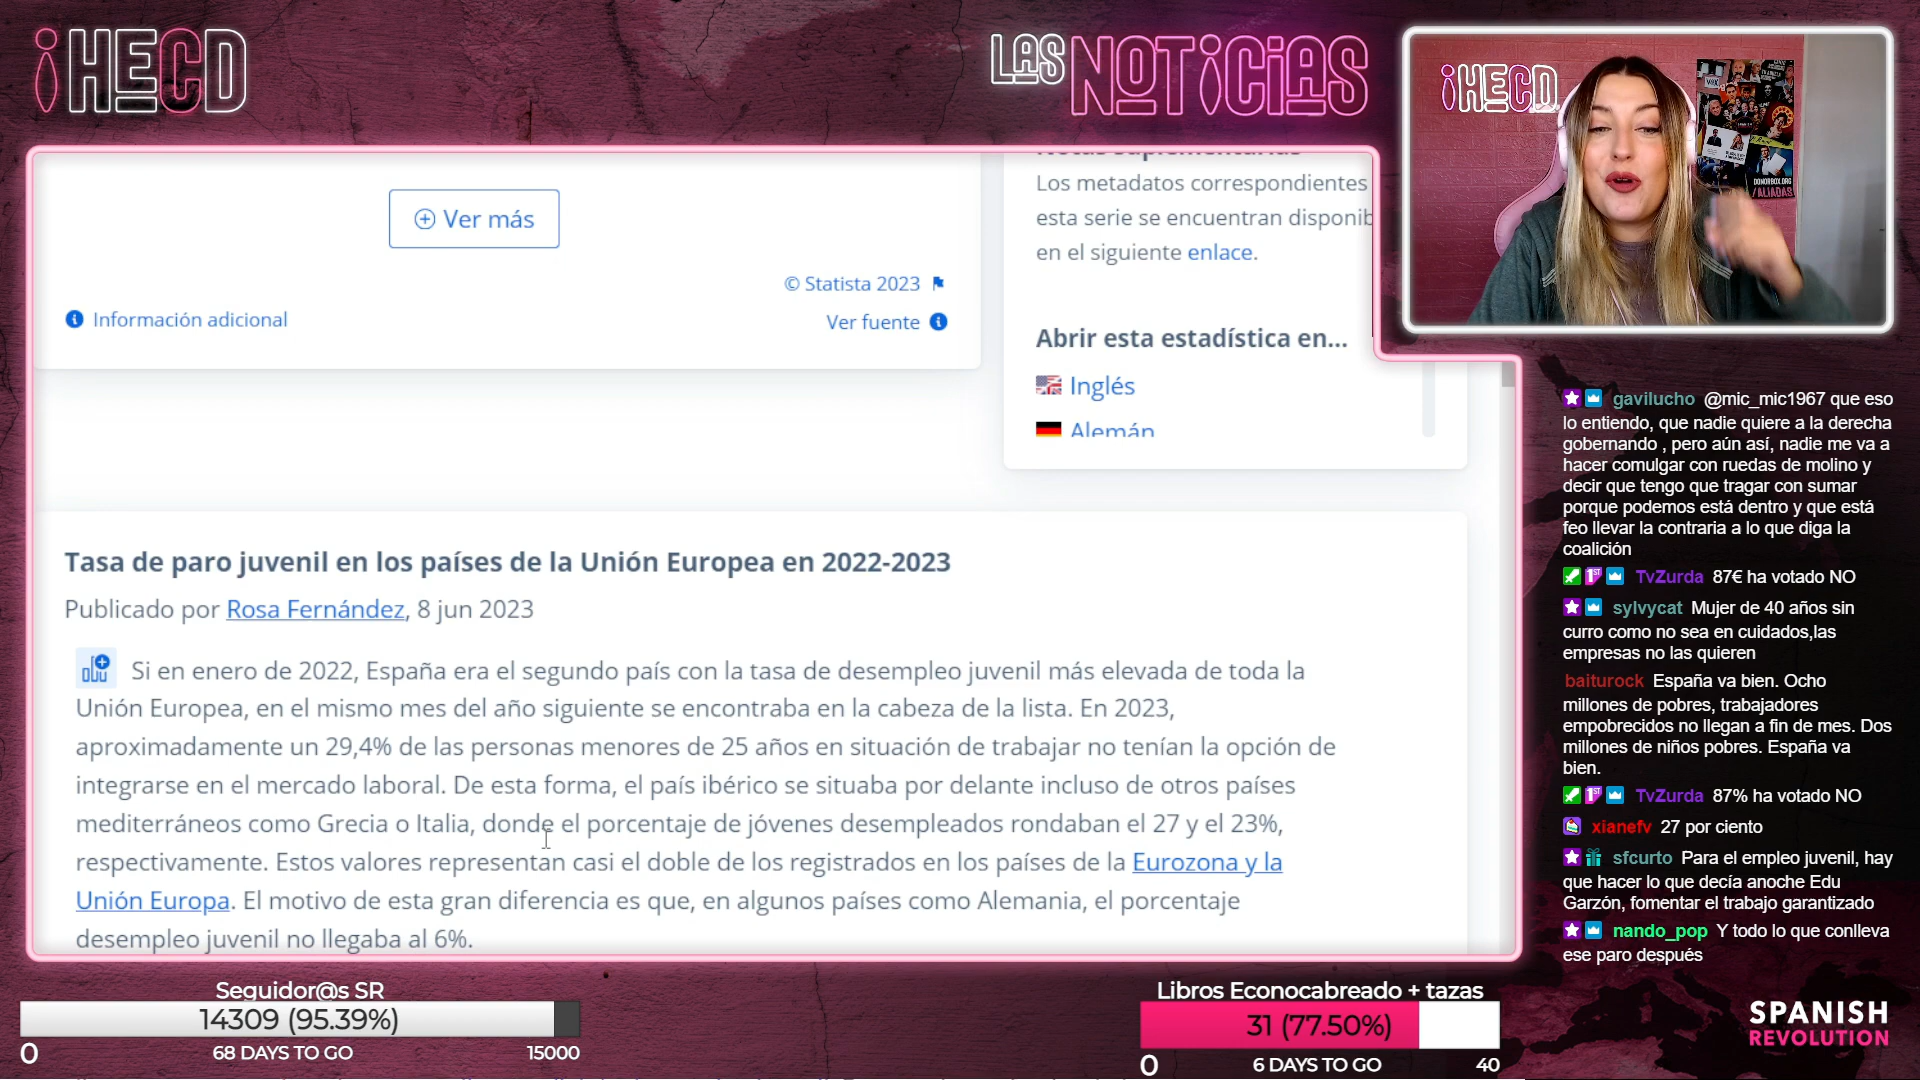 ¡HECD
LAS NOTICIAS
¡HECD
Ver más
© Statista 2023
Información adicional
Ver fuente
Notas suplementarias
Los metadatos correspondientes
esta serie se encuentran disponib
en el siguiente enlace.
Abrir esta estadística en...
Inglés
Alemán
Tasa de paro juvenil en los países de la Unión Europea en 2022-2023
Publicado por Rosa Fernández, 8 jun 2023
Si en enero de 2022, España era el segundo país con la tasa de desempleo juvenil más elevada de toda la
Unión Europea, en el mismo mes del año siguiente se encontraba en la cabeza de la lista. En 2023,
aproximadamente un 29,4% de las personas menores de 25 años en situación de trabajar no tenían la opción de
integrarse en el mercado laboral. De esta forma, el país ibérico se situaba por delante incluso de otros países
mediterráneos como Grecia o Italia, donde el porcentaje de jóvenes desempleados rondaban el 27 y el 23%,
respectivamente. Estos valores representan casi el doble de los registrados en los países de la Eurozona y la
Unión Europa. El motivo de esta gran diferencia es que, en algunos países como Alemania, el porcentaje
desempleo juvenil no llegaba al 6%.
DONORBOX.ORG
/ALIADAS
gavilucho @mic_mic1967 que eso
lo entiendo, que nadie quiere a la derecha
gobernando , pero aún así, nadie me va a
hacer comulgar con ruedas de molino y
decir que tengo que tragar con sumar
porque podemos está dentro y que está
feo llevar la contraria a lo que diga la
coalición
TvZurda 87€ ha votado NO
sylvycat Mujer de 40 años sin
curro como no sea en cuidados,las
empresas no las quieren
baiturock España va bien. Ocho
millones de pobres, trabajadores
empobrecidos no llegan a fin de mes. Dos
millones de niños pobres. España va
bien.
TvZurda 87% ha votado NO
xianefv 27 por ciento
sfcurto Para el empleo juvenil, hay
que hacer lo que decía anoche Edu
Garzón, fomentar el trabajo garantizado
nando_pop Y todo lo que conlleva
ese paro después
Seguidor@s SR
14309 (95.39%)
0 68 DAYS TO GO 15000
Libros Econocabreado + tazas
31 (77.50%)
0 6 DAYS TO GO 40
SPANISH
REVOLUTION